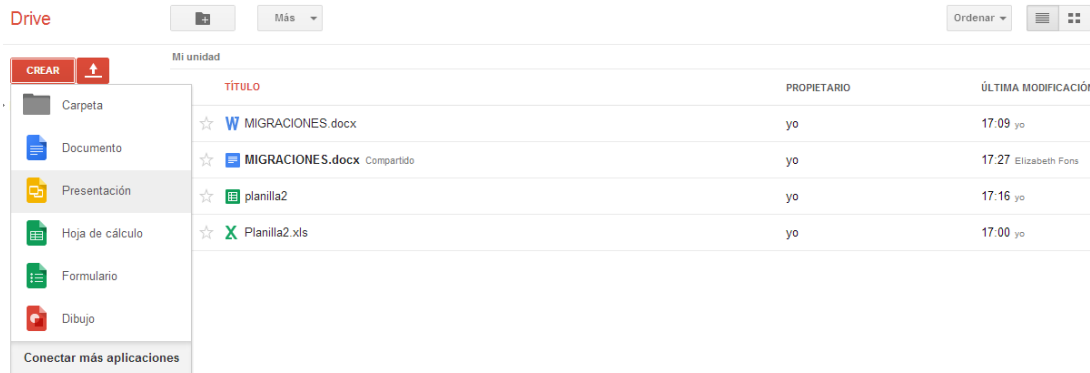 Drive
Más
Ordenar
Mi unidad
CREAR
TÍTULO PROPIETARIO ÚLTIMA MODIFICACIÓN
Carpeta
Documento
Presentación
Hoja de cálculo
Formulario
Dibujo
Conectar más aplicaciones
MIGRACIONES.docx yo 17:09 yo
MIGRACIONES.docx Compartido yo 17:27 Elizabeth Fons
planilla2 yo 17:16 yo
Planilla2.xls yo 17:00 yo